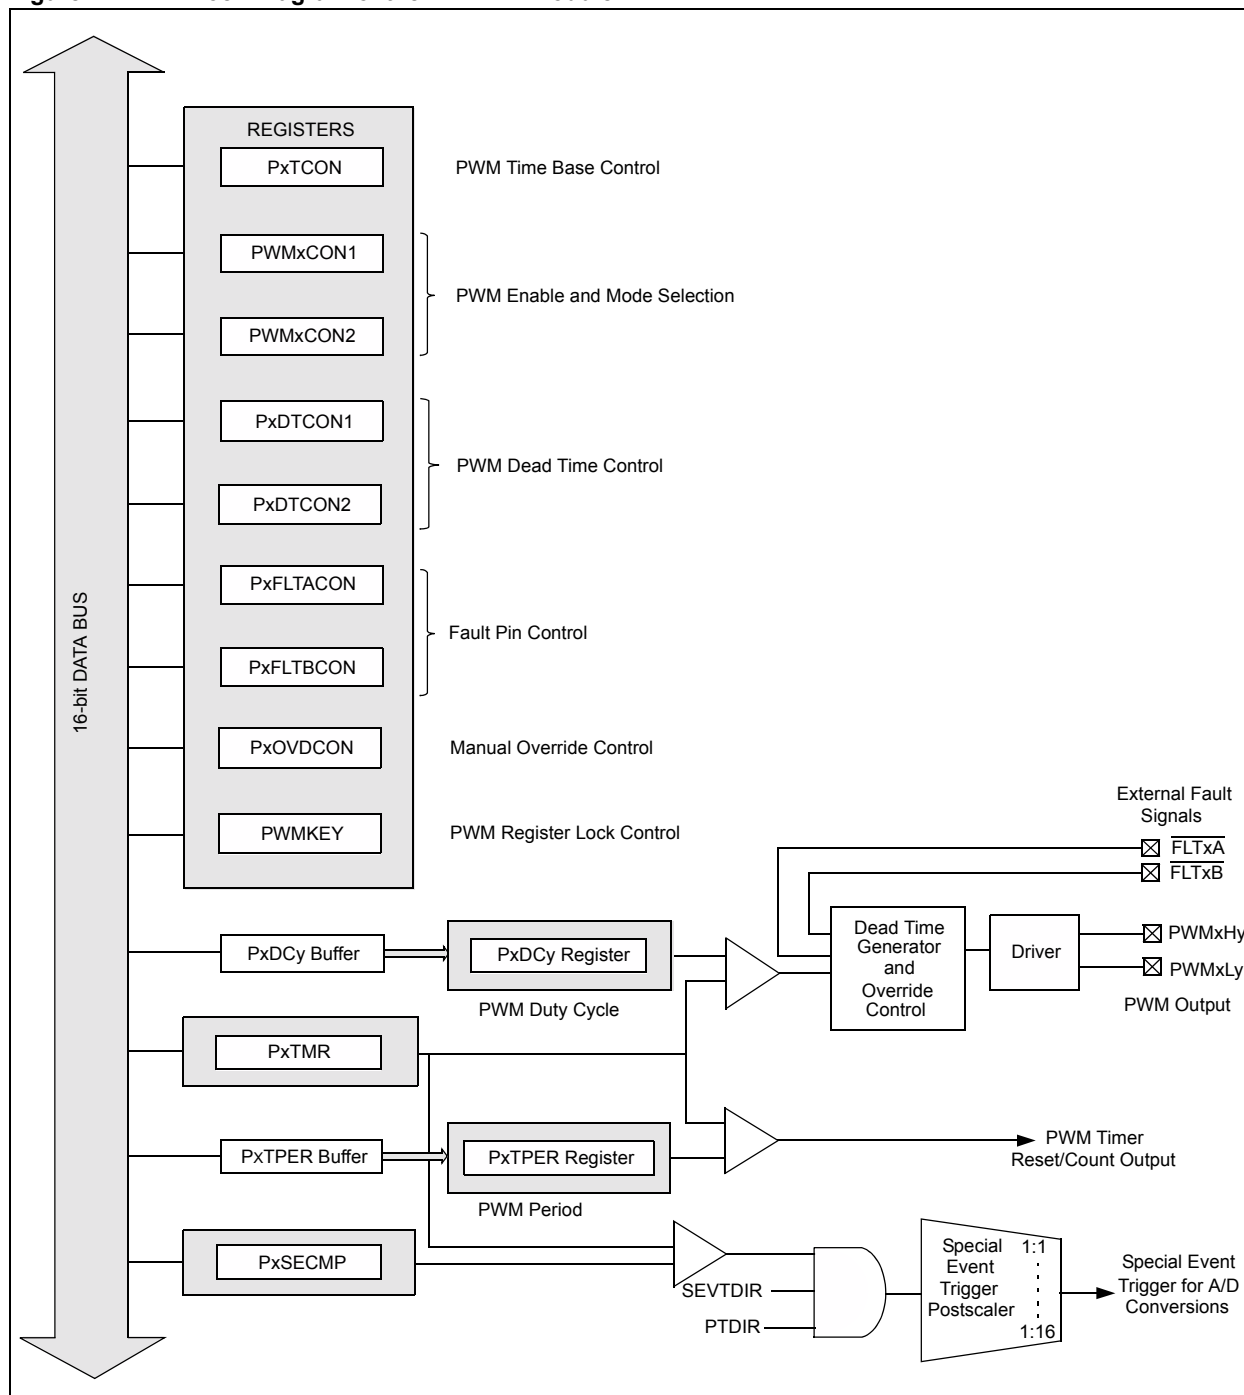 REGISTERS
PxTCON
PWM Time Base Control
PWMxCON1
PWM Enable and Mode Selection
PWMxCON2
PxDTCON1
PWM Dead Time Control
PxDTCON2
PxFLTACON
Fault Pin Control
PxFLTBCON
16-bit DATA BUS
PxOVDCON
Manual Override Control
PWMKEY
PWM Register Lock Control
External Fault
Signals
FLTxA
FLTxB
PxDCy Buffer
PxDCy Register
PWM Duty Cycle
Dead Time
Generator
and
Override
Control
Driver
PWMxHy
PWMxLy
PWM Output
PxTMR
PxTPER Buffer
PxTPER Register
PWM Period
PWM Timer
Reset/Count Output
PxSECMP
SEVTDIR
PTDIR
Special
Event
Trigger
Postscaler
1:1
1:16
Special Event
Trigger for A/D
Conversions